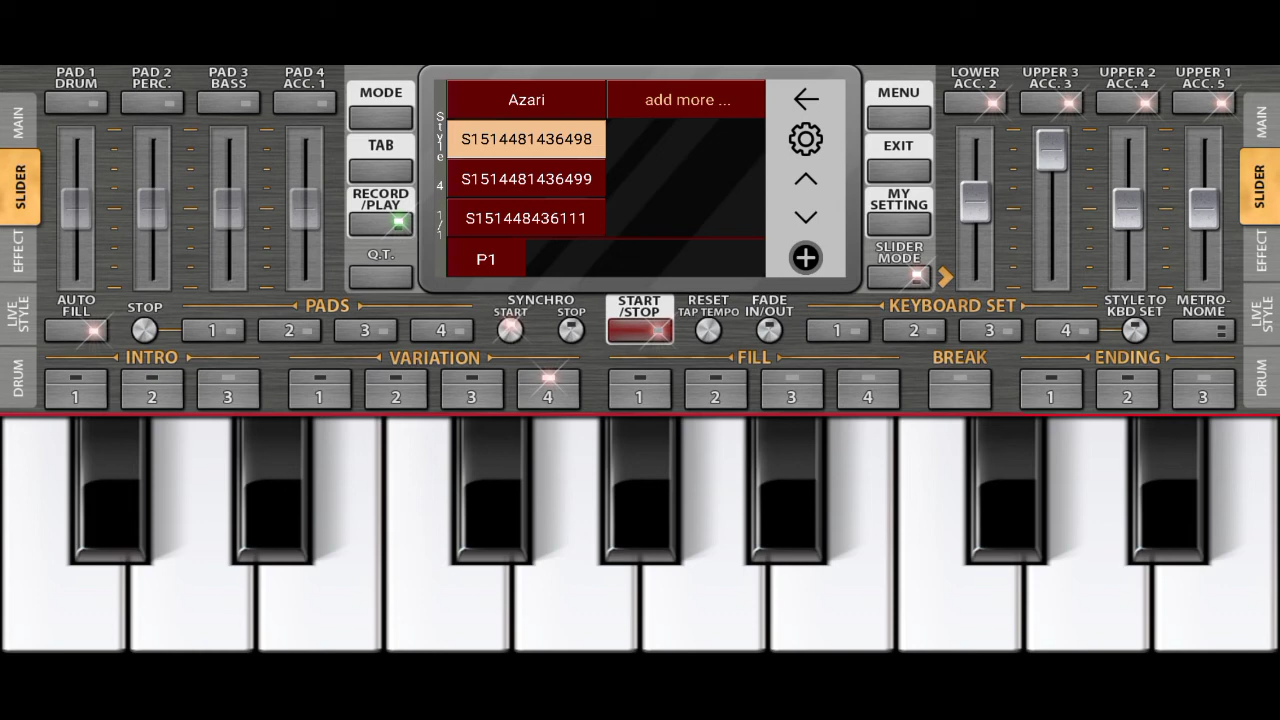 PAD 1
DRUM
PAD 2
PERC.
PAD 3
BASS
PAD 4
ACC. 1
MODE
TAB
RECORD
/PLAY
Q.T.
Style 4 1/1
Azari
add more ...
S1514481436498
S1514481436499
S151448436111
P1
MENU
EXIT
MY
SETTING
SLIDER
MODE
LOWER
ACC. 2
UPPER 3
ACC. 3
UPPER 2
ACC. 4
UPPER 1
ACC. 5
MAIN
SLIDER
EFFECT
LIVE
STYLE
DRUM
MAIN
SLIDER
EFFECT
LIVE
STYLE
DRUM
AUTO
FILL
STOP
PADS
1
2
3
4
SYNCHRO
START
STOP
START
/STOP
RESET
TAP TEMPO
FADE
IN/OUT
KEYBOARD SET
1
2
3
4
STYLE TO
KBD SET
METRO-
NOME
INTRO
1
2
3
VARIATION
1
2
3
4
FILL
1
2
3
4
BREAK
ENDING
1
2
3